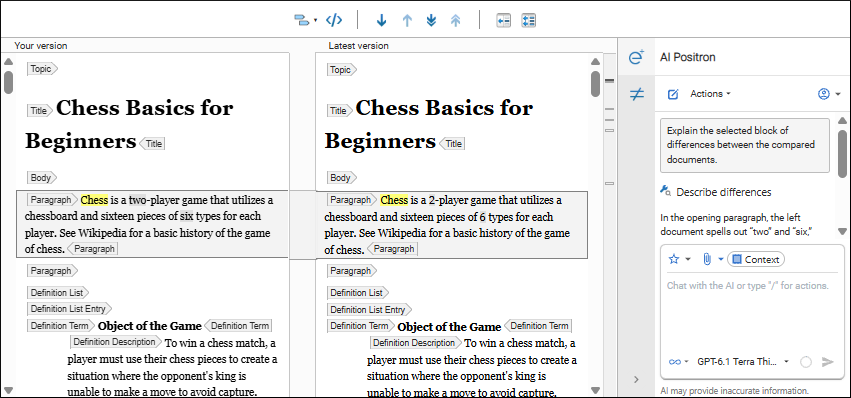 Your version
Topic
Title Chess Basics for
Beginners Title
Body
Paragraph Chess is a two-player game that utilizes a
chessboard and sixteen pieces of six types for each
player. See Wikipedia for a basic history of the game
of chess. Paragraph
Paragraph
Definition List
Definition List Entry
Definition Term Object of the Game Definition Term
Definition Description To win a chess match, a
player must use their chess pieces to create a
situation where the opponent's king is
unable to make a move to avoid capture.
Latest version
Topic
Title Chess Basics for
Beginners Title
Body
Paragraph Chess is a 2-player game that utilizes a
chessboard and sixteen pieces of 6 types for each
player. See Wikipedia for a basic history of the game
of chess. Paragraph
Paragraph
Definition List
Definition List Entry
Definition Term Object of the Game Definition Term
Definition Description To win a chess match, a
player must use their chess pieces to create a
situation where the opponent's king is
unable to make a move to avoid capture.
AI Positron
Actions
Explain the selected block of
differences between the compared
documents.
Describe differences
In the opening paragraph, the left
document spells out “two” and “six,”
Context
Chat with the AI or type "/" for actions.
GPT-6.1 Terra Thi...
AI may provide inaccurate information.